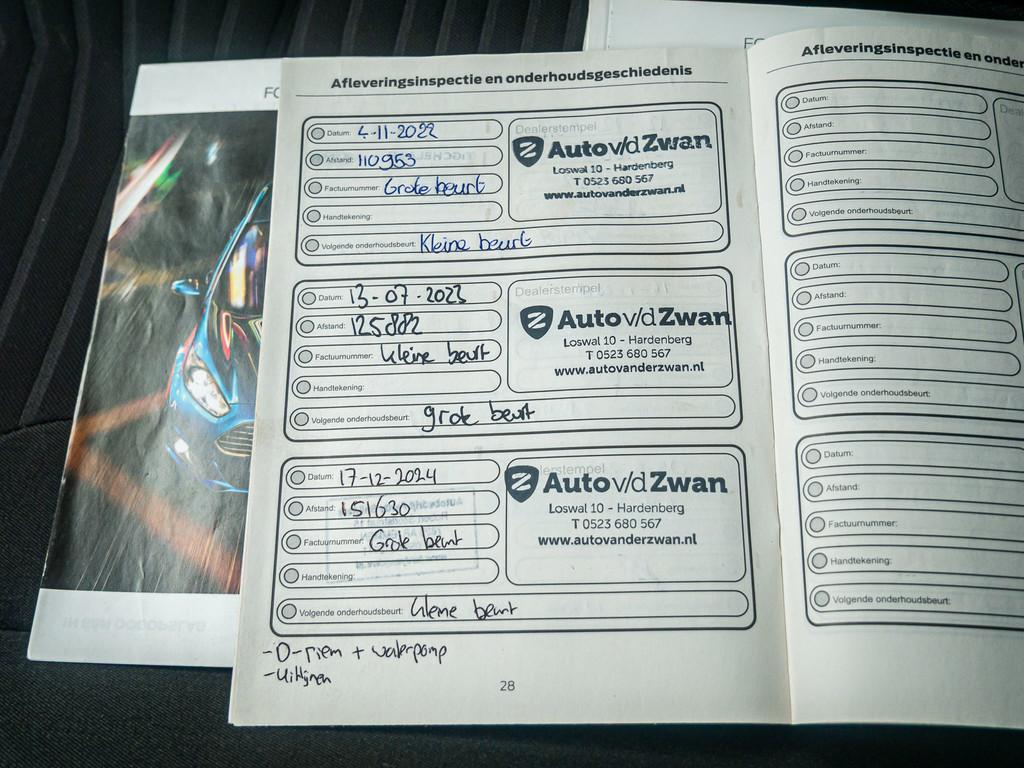 FO
Afleveringsinspectie en onderhoudsgeschiedenis
Datum: 4-11-2022
Afstand: 110953
Factuurnummer: Grote beurt
Handtekening:
Volgende onderhoudsbeurt: Kleine beurt
Dealerstempel
Auto v/d Zwan
Loswal 10 - Hardenberg
T 0523 680 567
www.autovanderzwan.nl
Datum: 13-07-2023
Afstand: 125882
Factuurnummer: kleine beurt
Handtekening:
Volgende onderhoudsbeurt: grote beurt
Dealerstempel
Auto v/d Zwan
Loswal 10 - Hardenberg
T 0523 680 567
www.autovanderzwan.nl
Datum: 17-12-2024
Afstand: 151630
Factuurnummer: Grote beurt
Handtekening:
Volgende onderhoudsbeurt: kleine beurt
Dealerstempel
Auto v/d Zwan
Loswal 10 - Hardenberg
T 0523 680 567
www.autovanderzwan.nl
-D-riem + waterpomp
-Uitlijnen
28
FO
Afleveringsinspectie en onder
Datum:
Afstand:
Factuurnummer:
Handtekening:
Volgende onderhoudsbeurt:
Dea
Datum:
Afstand:
Factuurnummer:
Handtekening:
Volgende onderhoudsbeurt:
Datum:
Afstand:
Factuurnummer:
Handtekening:
Volgende onderhoudsbeurt: